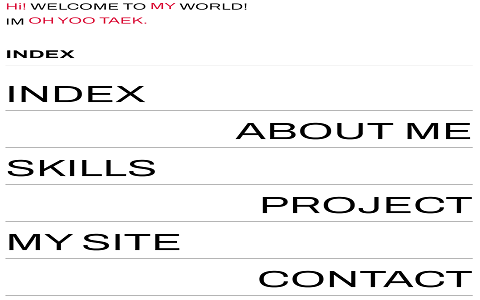 Hi! WELCOME TO MY WORLD!
IM OH YOO TAEK.
INDEX
INDEX
ABOUT ME
SKILLS
PROJECT
MY SITE
CONTACT